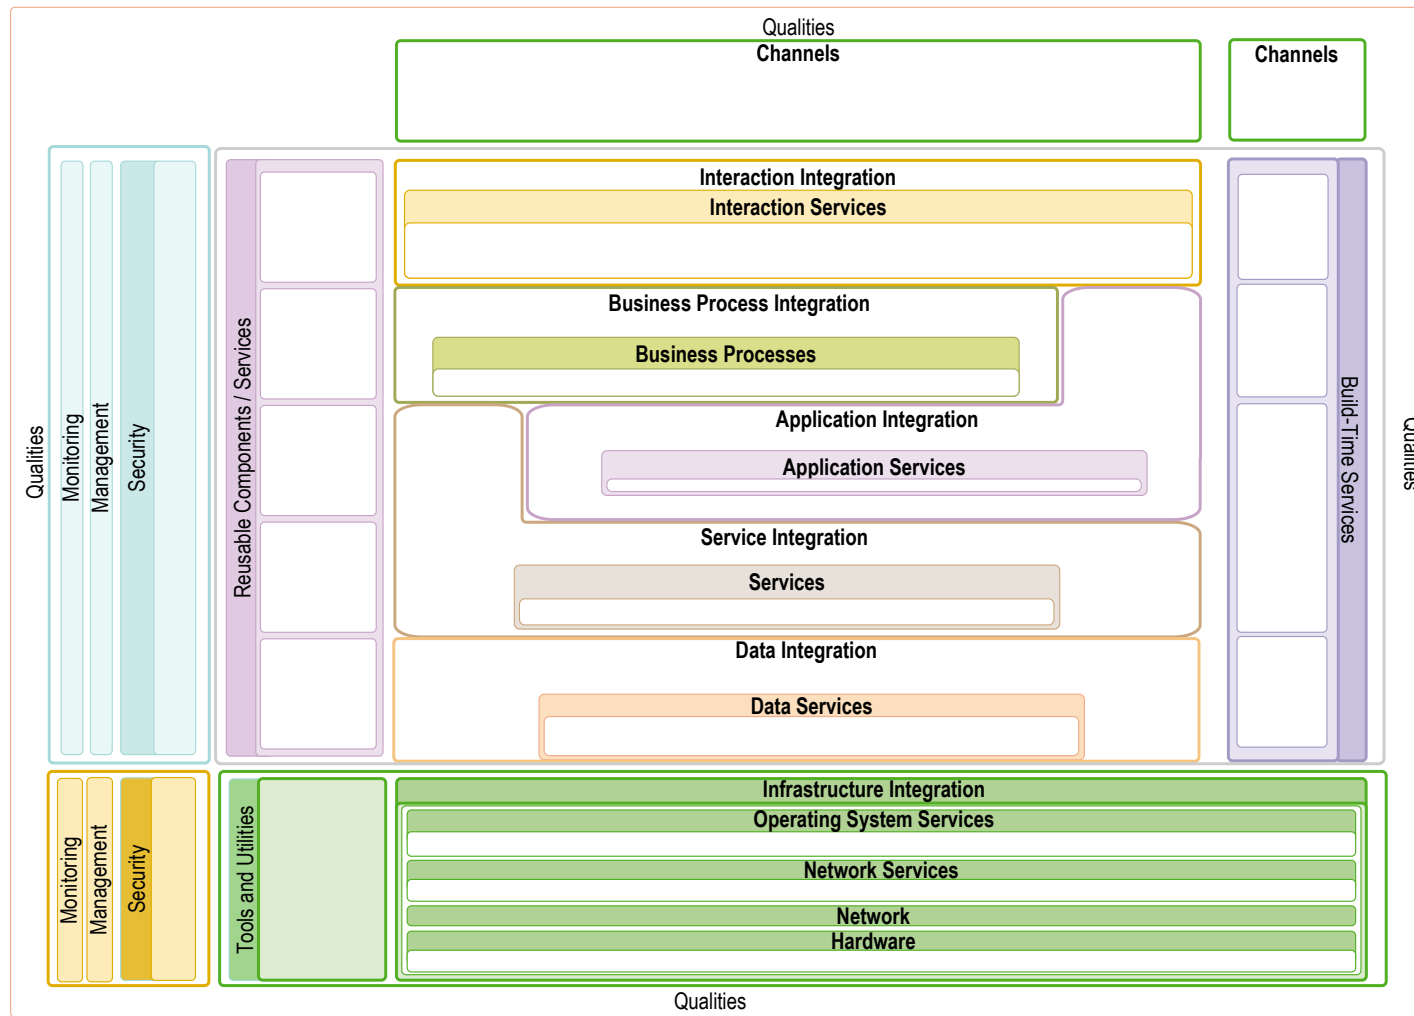 Qualities
Channels
Channels
Interaction Integration
Interaction Services
Business Process Integration
Business Processes
Application Integration
Application Services
Service Integration
Services
Data Integration
Data Services
Qualities
Monitoring
Management
Security
Reusable Components / Services
Build-Time Services
Qualities
Monitoring
Management
Security
Tools and Utilities
Infrastructure Integration
Operating System Services
Network Services
Network
Hardware
Qualities